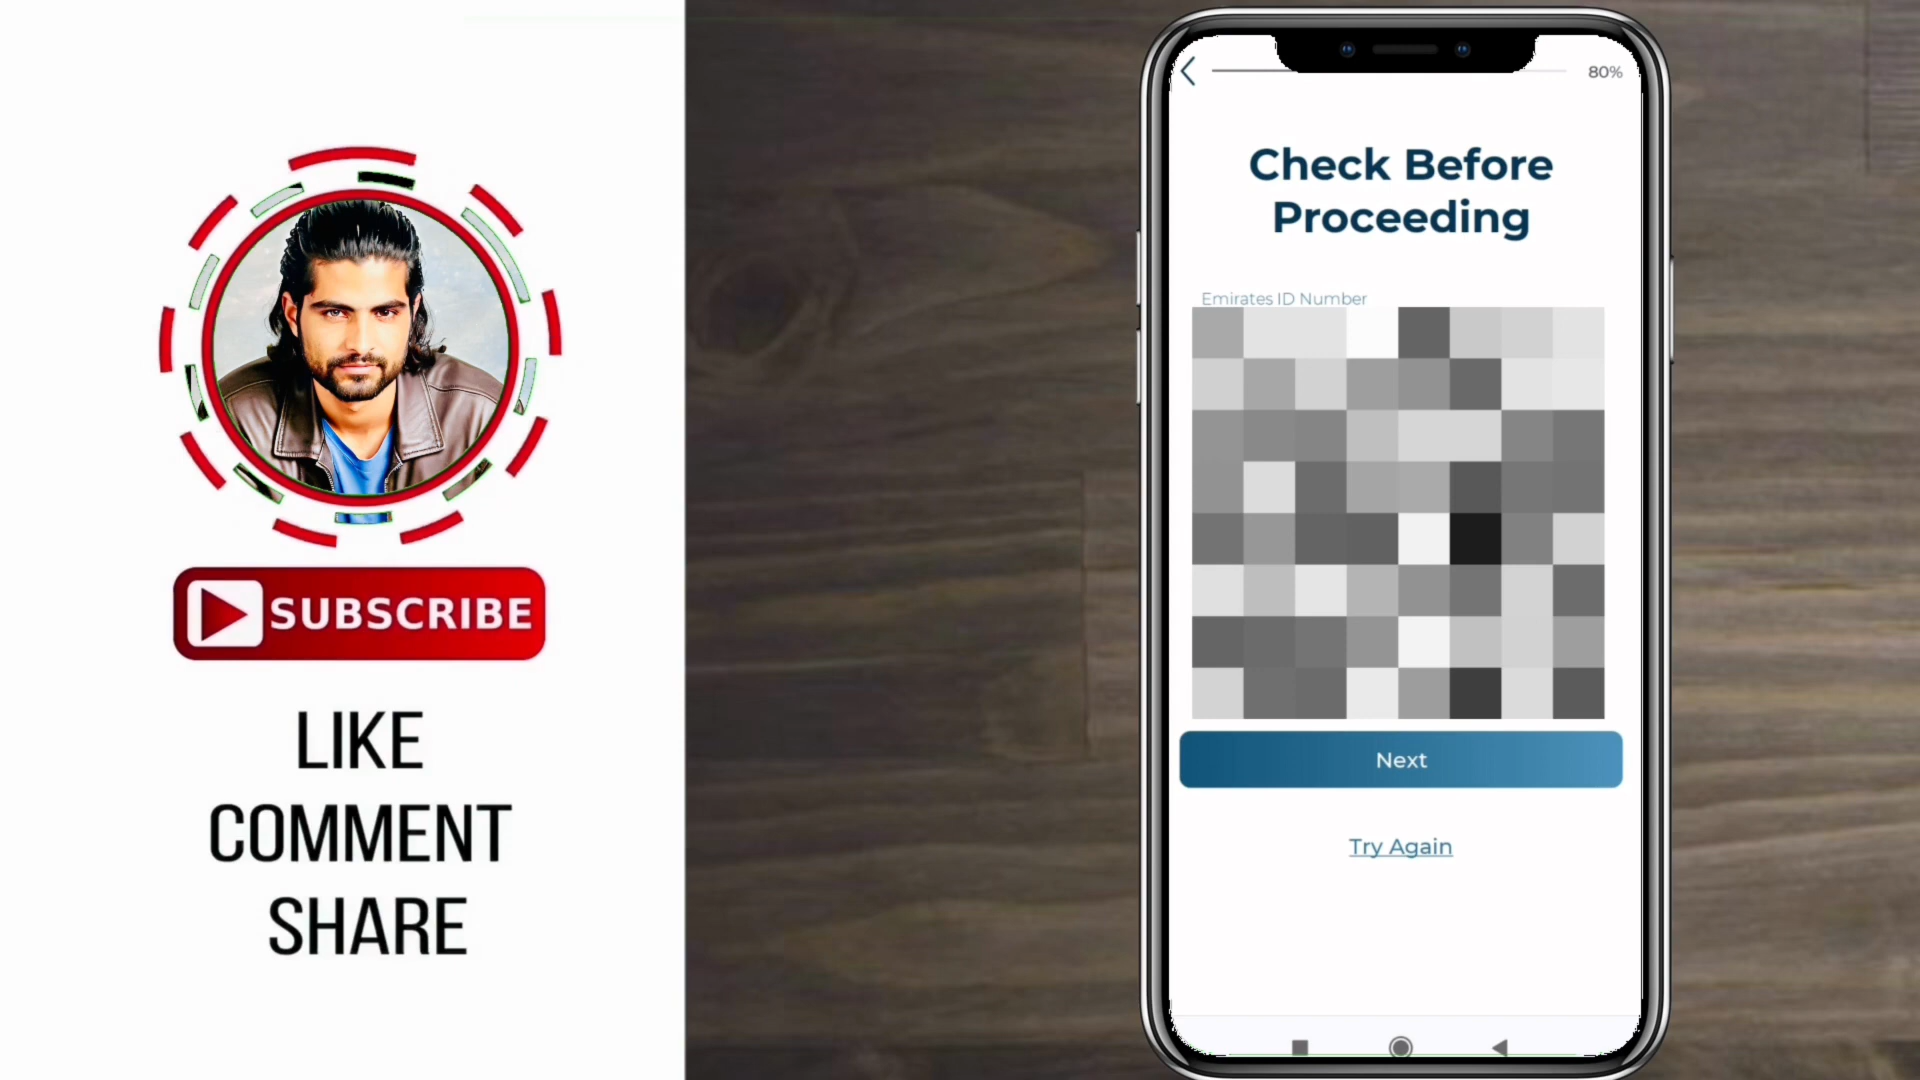 SUBSCRIBE
LIKE
COMMENT
SHARE
80%
Check Before
Proceeding
Emirates ID Number
Next
Try Again